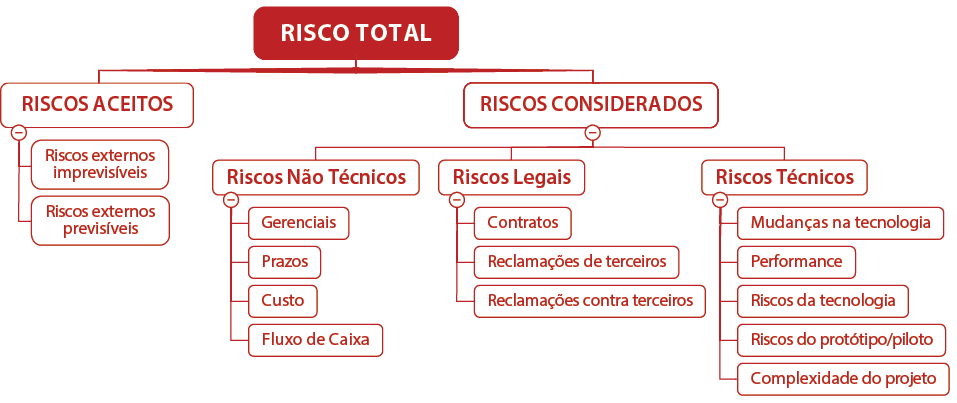 RISCO TOTAL
RISCOS ACEITOS
Riscos externos
imprevisíveis
Riscos externos
previsíveis
RISCOS CONSIDERADOS
Riscos Não Técnicos
Gerenciais
Prazos
Custo
Fluxo de Caixa
Riscos Legais
Contratos
Reclamações de terceiros
Reclamações contra terceiros
Riscos Técnicos
Mudanças na tecnologia
Performance
Riscos da tecnologia
Riscos do protótipo/piloto
Complexidade do projeto